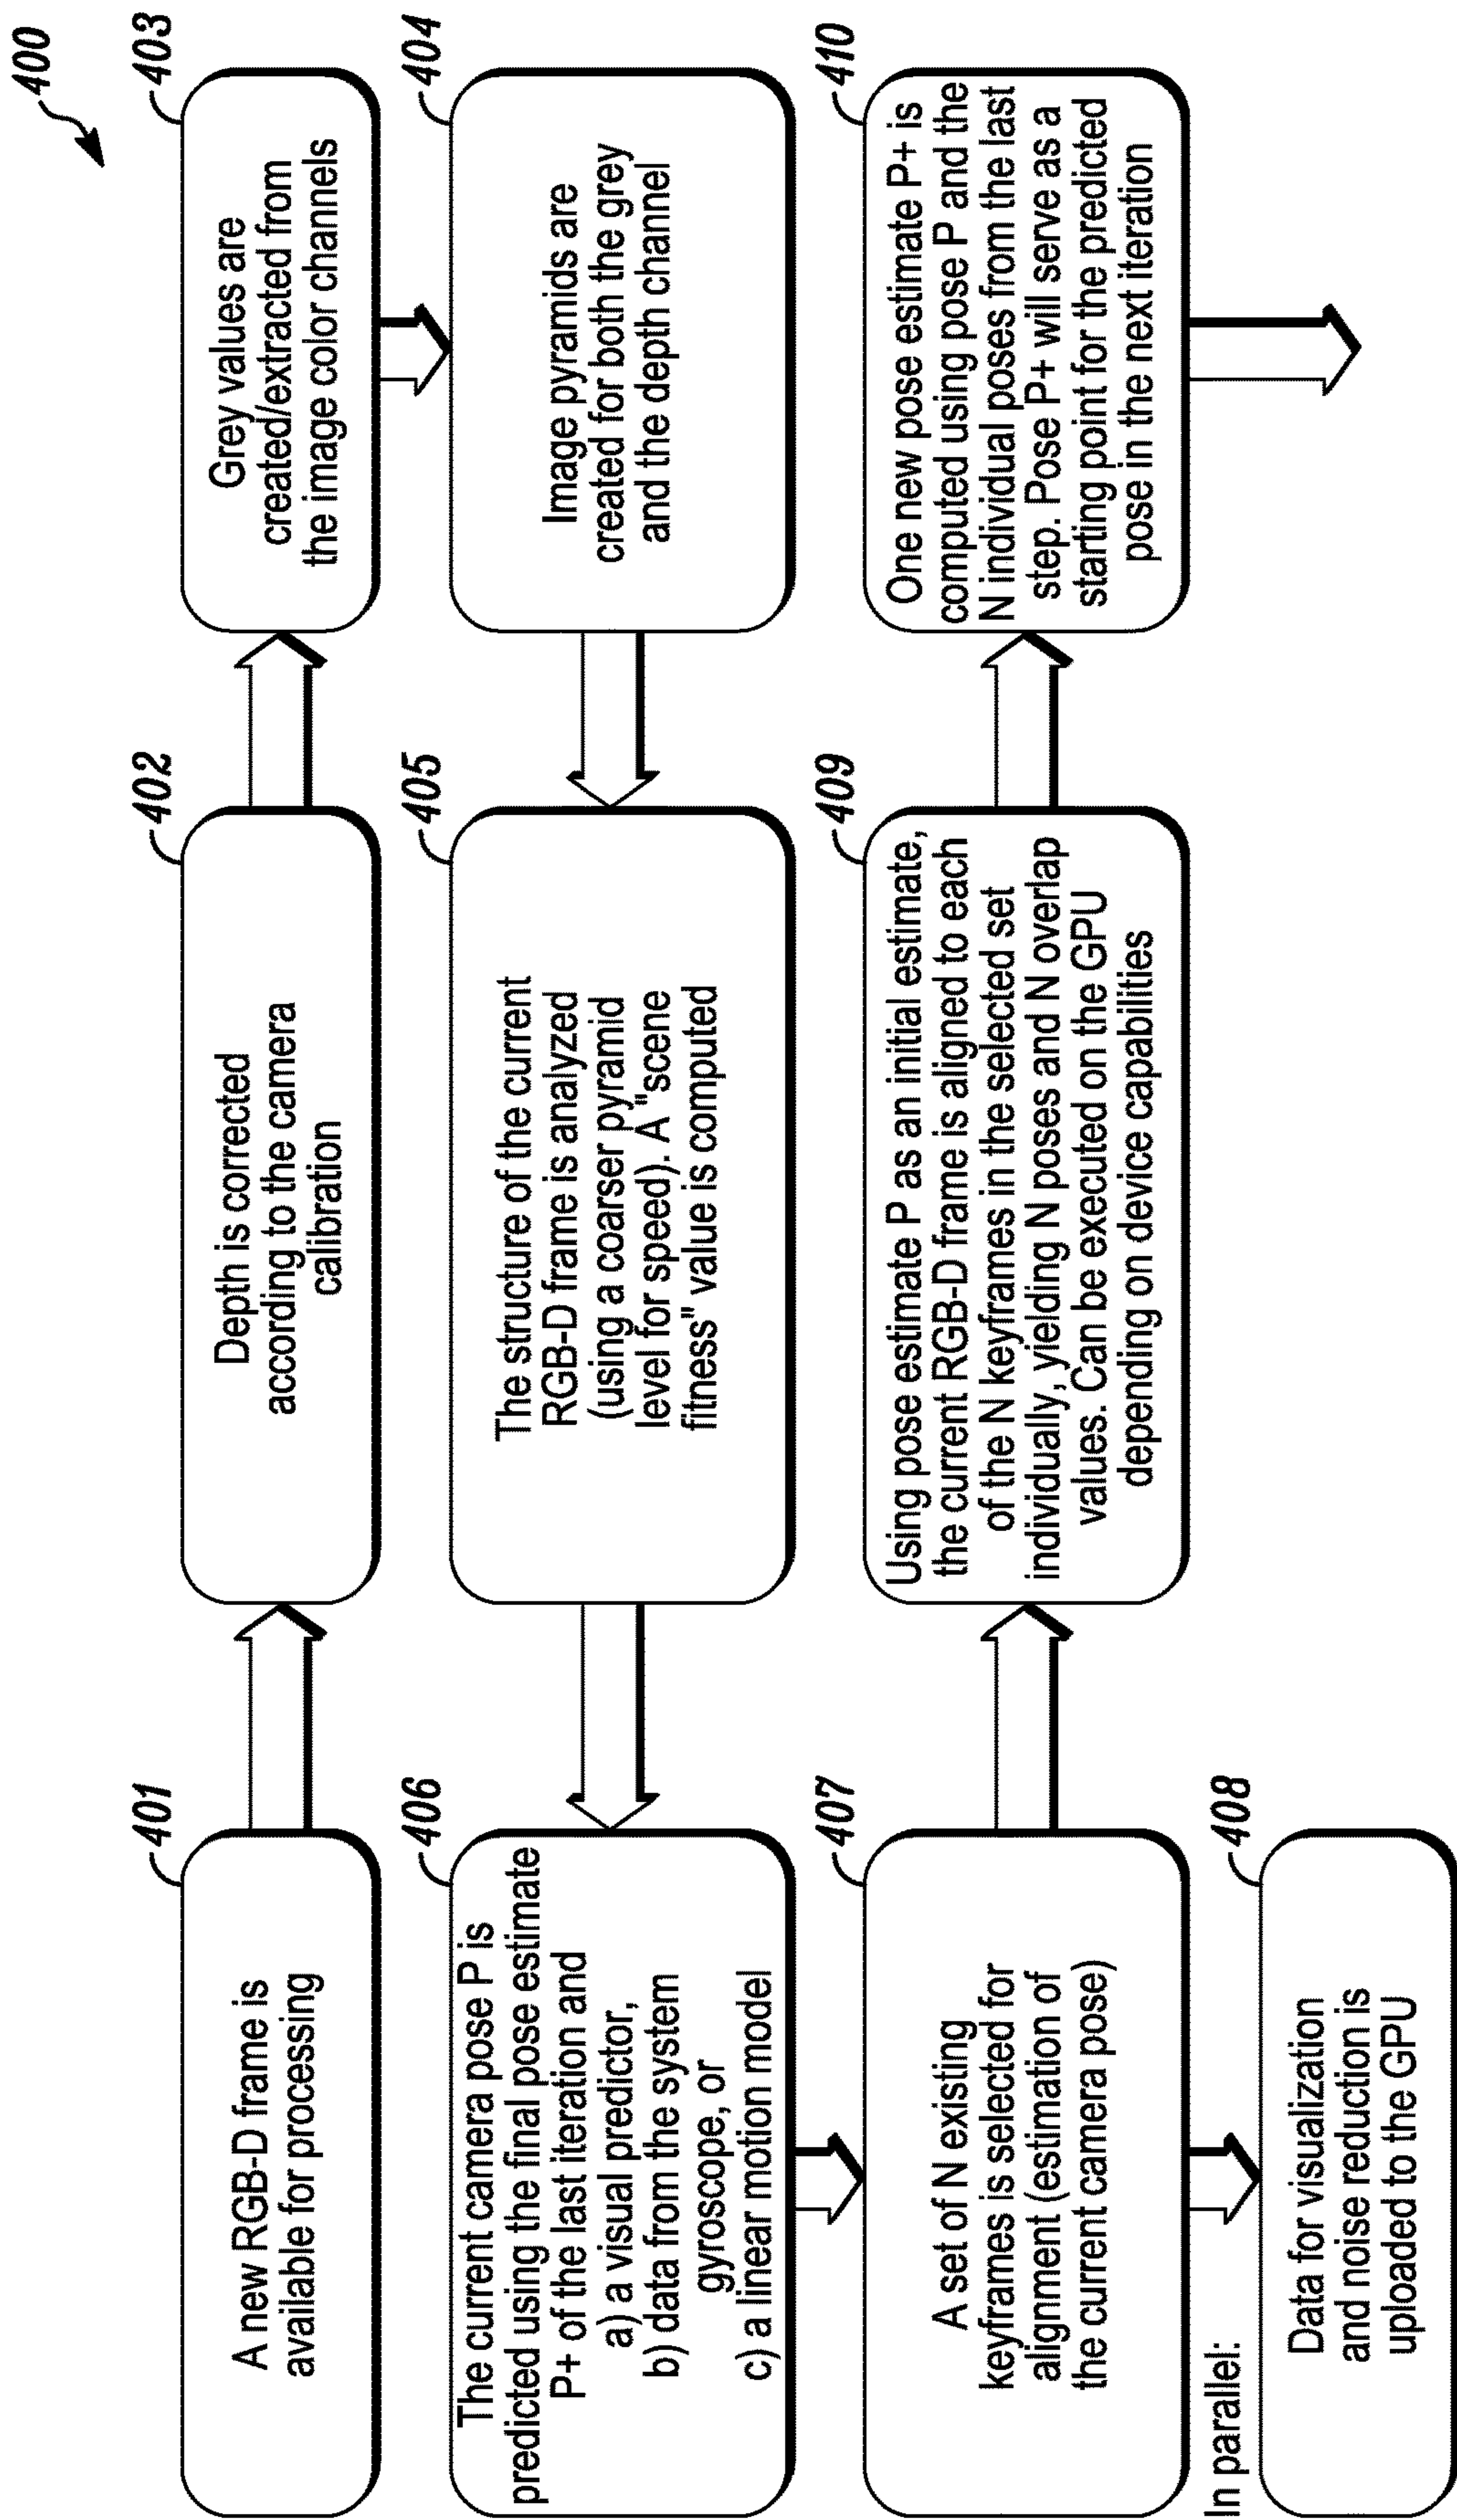 400
401
A new RGB-D frame is
available for processing
402
Depth is corrected
according to the camera
calibration
403
Grey values are
created/extracted from
the image color channels
404
Image pyramids are
created for both the grey
and the depth channel
405
The structure of the current
RGB-D frame is analyzed
(using a coarser pyramid
level for speed). A "scene
fitness" value is computed
406
The current camera pose P is
predicted using the final pose estimate
P+ of the last iteration and
a) a visual predictor,
b) data from the system
gyroscope, or
c) a linear motion model
407
A set of N existing
keyframes is selected for
alignment (estimation of
the current camera pose)
In parallel:
408
Data for visualization
and noise reduction is
uploaded to the GPU
409
Using pose estimate P as an initial estimate,
the current RGB-D frame is aligned to each
of the N keyframes in the selected set
individually, yielding N poses and N overlap
values. Can be executed on the GPU
depending on device capabilities
410
One new pose estimate P+ is
computed using pose P and the
N individual poses from the last
step. Pose P+ will serve as a
starting point for the predicted
pose in the next iteration